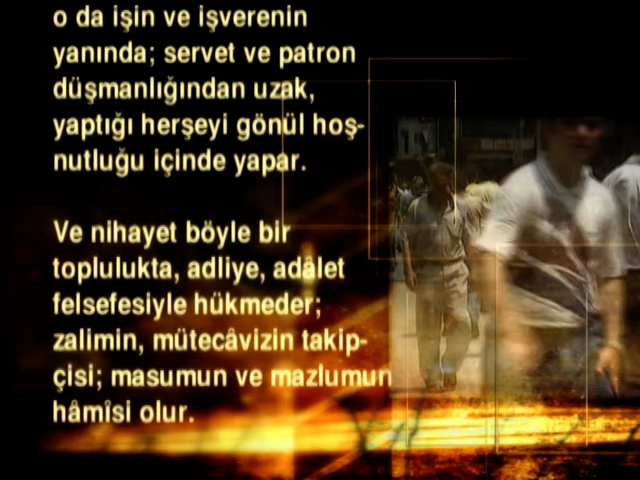 o da işin ve işverenin
yanında; servet ve patron
düşmanlığından uzak,
yaptığı herşeyi gönül hoş-
nutluğu içinde yapar.
Ve nihayet böyle bir
toplulukta, adliye, adâlet
felsefesiyle hükmeder;
zalimin, mütecâvizin takip-
çisi; masumun ve mazlumun
hâmîsi olur.